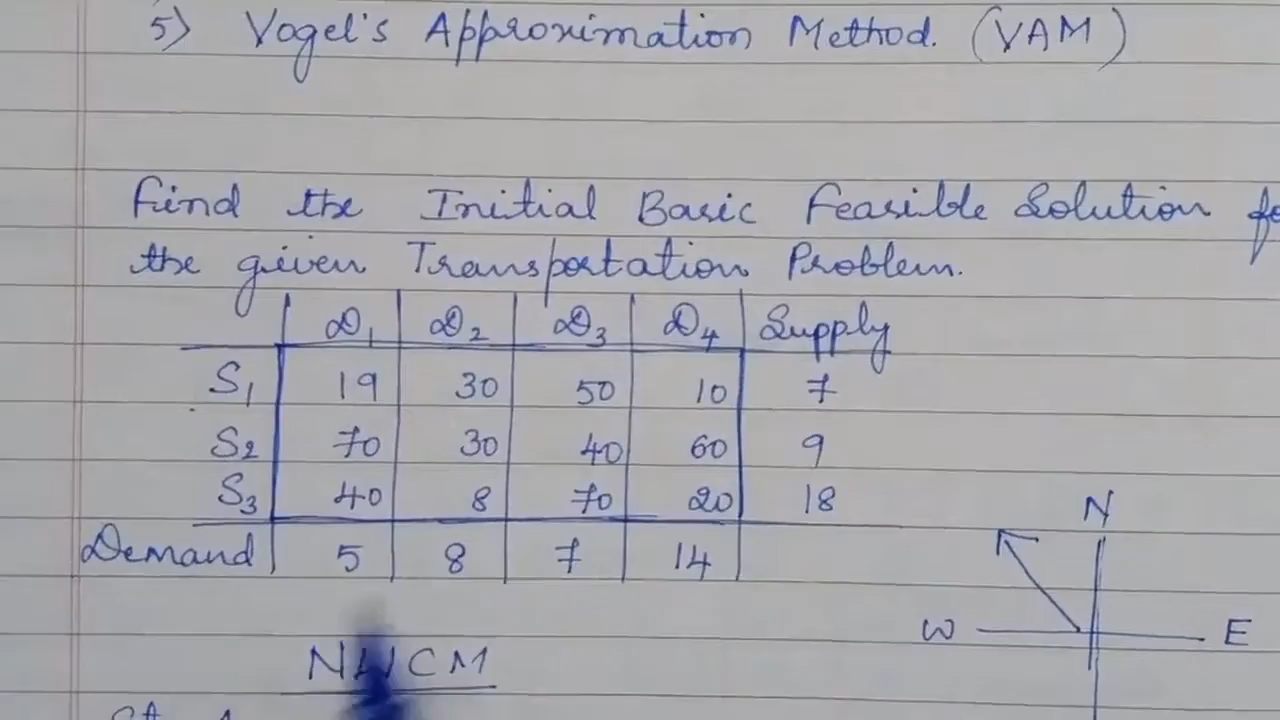 5) Vogel's Approximation Method. (VAM)
Find the Initial Basic Feasible Solution
the given Transportation Problem.
D1 D2 D3 D4 Supply
S1 19 30 50 10 7
S2 70 30 40 60 9
S3 40 8 70 20 18
Demand 5 8 7 14
N
W E
NWCM